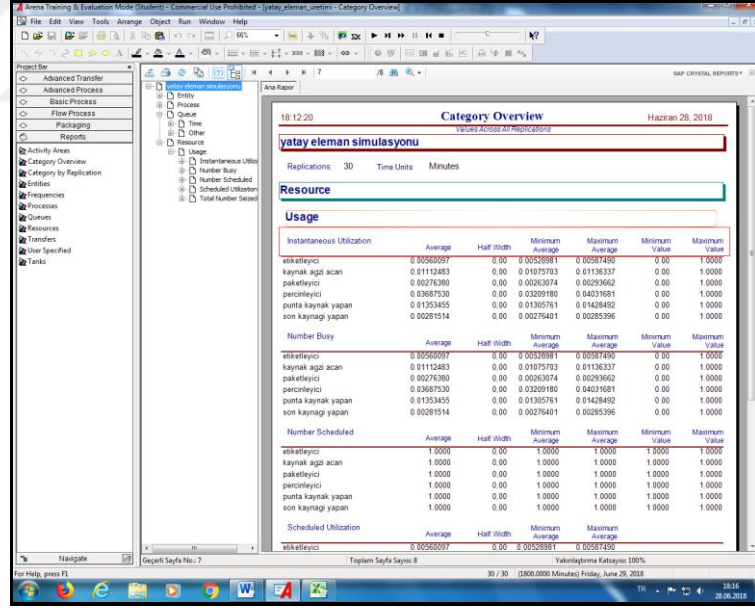 Arena Training & Evaluation Mode (Student) - Commercial Use Prohibited - [yatay_eleman_uretimi - Category Overview]
File Edit View Tools Arrange Object Run Window Help
66%
Project Bar
Advanced Transfer
Advanced Process
Basic Process
Flow Process
Packaging
Reports
Activity Areas
Category Overview
Category by Replication
Entities
Frequencies
Processes
Queues
Resources
Transfers
User Specified
Tanks
Navigate
7 /8
SAP CRYSTAL REPORTS
yatay eleman simulasyonu
Entity
Process
Queue
Time
Other
Resource
Usage
Instantaneous Utiliz
Number Busy
Number Scheduled
Scheduled Utilization
Total Number Seized
Ana Rapor
18:12:20 Category Overview Haziran 28, 2018
Values Across All Replications
yatay eleman simulasyonu
Replications 30 Time Units Minutes
Resource
Usage
Instantaneous Utilization Average Half Width Minimum Average Maximum Average Minimum Value Maximum Value
etiketleyici 0.00560097 0,00 0.00528981 0.00587490 0.00 1.0000
kaynak agzi acan 0.01112483 0,00 0.01075703 0.01136337 0.00 1.0000
paketleyici 0.00276380 0,00 0.00263074 0.00293662 0.00 1.0000
percinleyici 0.03687530 0,00 0.03209180 0.04031681 0.00 1.0000
punta kaynak yapan 0.01353455 0,00 0.01305761 0.01428492 0.00 1.0000
son kaynagi yapan 0.00281514 0,00 0.00276401 0.00285396 0.00 1.0000
Number Busy Average Half Width Minimum Average Maximum Average Minimum Value Maximum Value
etiketleyici 0.00560097 0,00 0.00528981 0.00587490 0.00 1.0000
kaynak agzi acan 0.01112483 0,00 0.01075703 0.01136337 0.00 1.0000
paketleyici 0.00276380 0,00 0.00263074 0.00293662 0.00 1.0000
percinleyici 0.03687530 0,00 0.03209180 0.04031681 0.00 1.0000
punta kaynak yapan 0.01353455 0,00 0.01305761 0.01428492 0.00 1.0000
son kaynagi yapan 0.00281514 0,00 0.00276401 0.00285396 0.00 1.0000
Number Scheduled Average Half Width Minimum Average Maximum Average Minimum Value Maximum Value
etiketleyici 1.0000 0,00 1.0000 1.0000 1.0000 1.0000
kaynak agzi acan 1.0000 0,00 1.0000 1.0000 1.0000 1.0000
paketleyici 1.0000 0,00 1.0000 1.0000 1.0000 1.0000
percinleyici 1.0000 0,00 1.0000 1.0000 1.0000 1.0000
punta kaynak yapan 1.0000 0,00 1.0000 1.0000 1.0000 1.0000
son kaynagi yapan 1.0000 0,00 1.0000 1.0000 1.0000 1.0000
Scheduled Utilization Average Half Width Minimum Average Maximum Average
etiketleyici 0.00560097 0,00 0.00528981 0.00587490
Geçerli Sayfa No.: 7 Toplam Sayfa Sayısı: 8 Yakınlaştırma Katsayısı: 100%
For Help, press F1 30 / 30 (1800.0000 Minutes) Friday, June 29, 2018
TR 18:16
28.06.2018